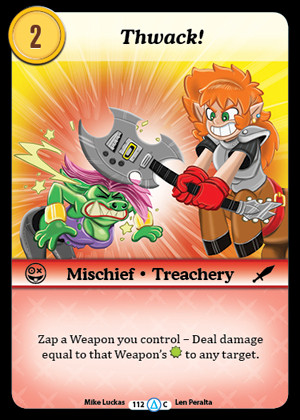 2
Thwack!
Mischief • Treachery
Zap a Weapon you control – Deal damage
equal to that Weapon's to any target.
Mike Luckas 112 A C Len Peralta